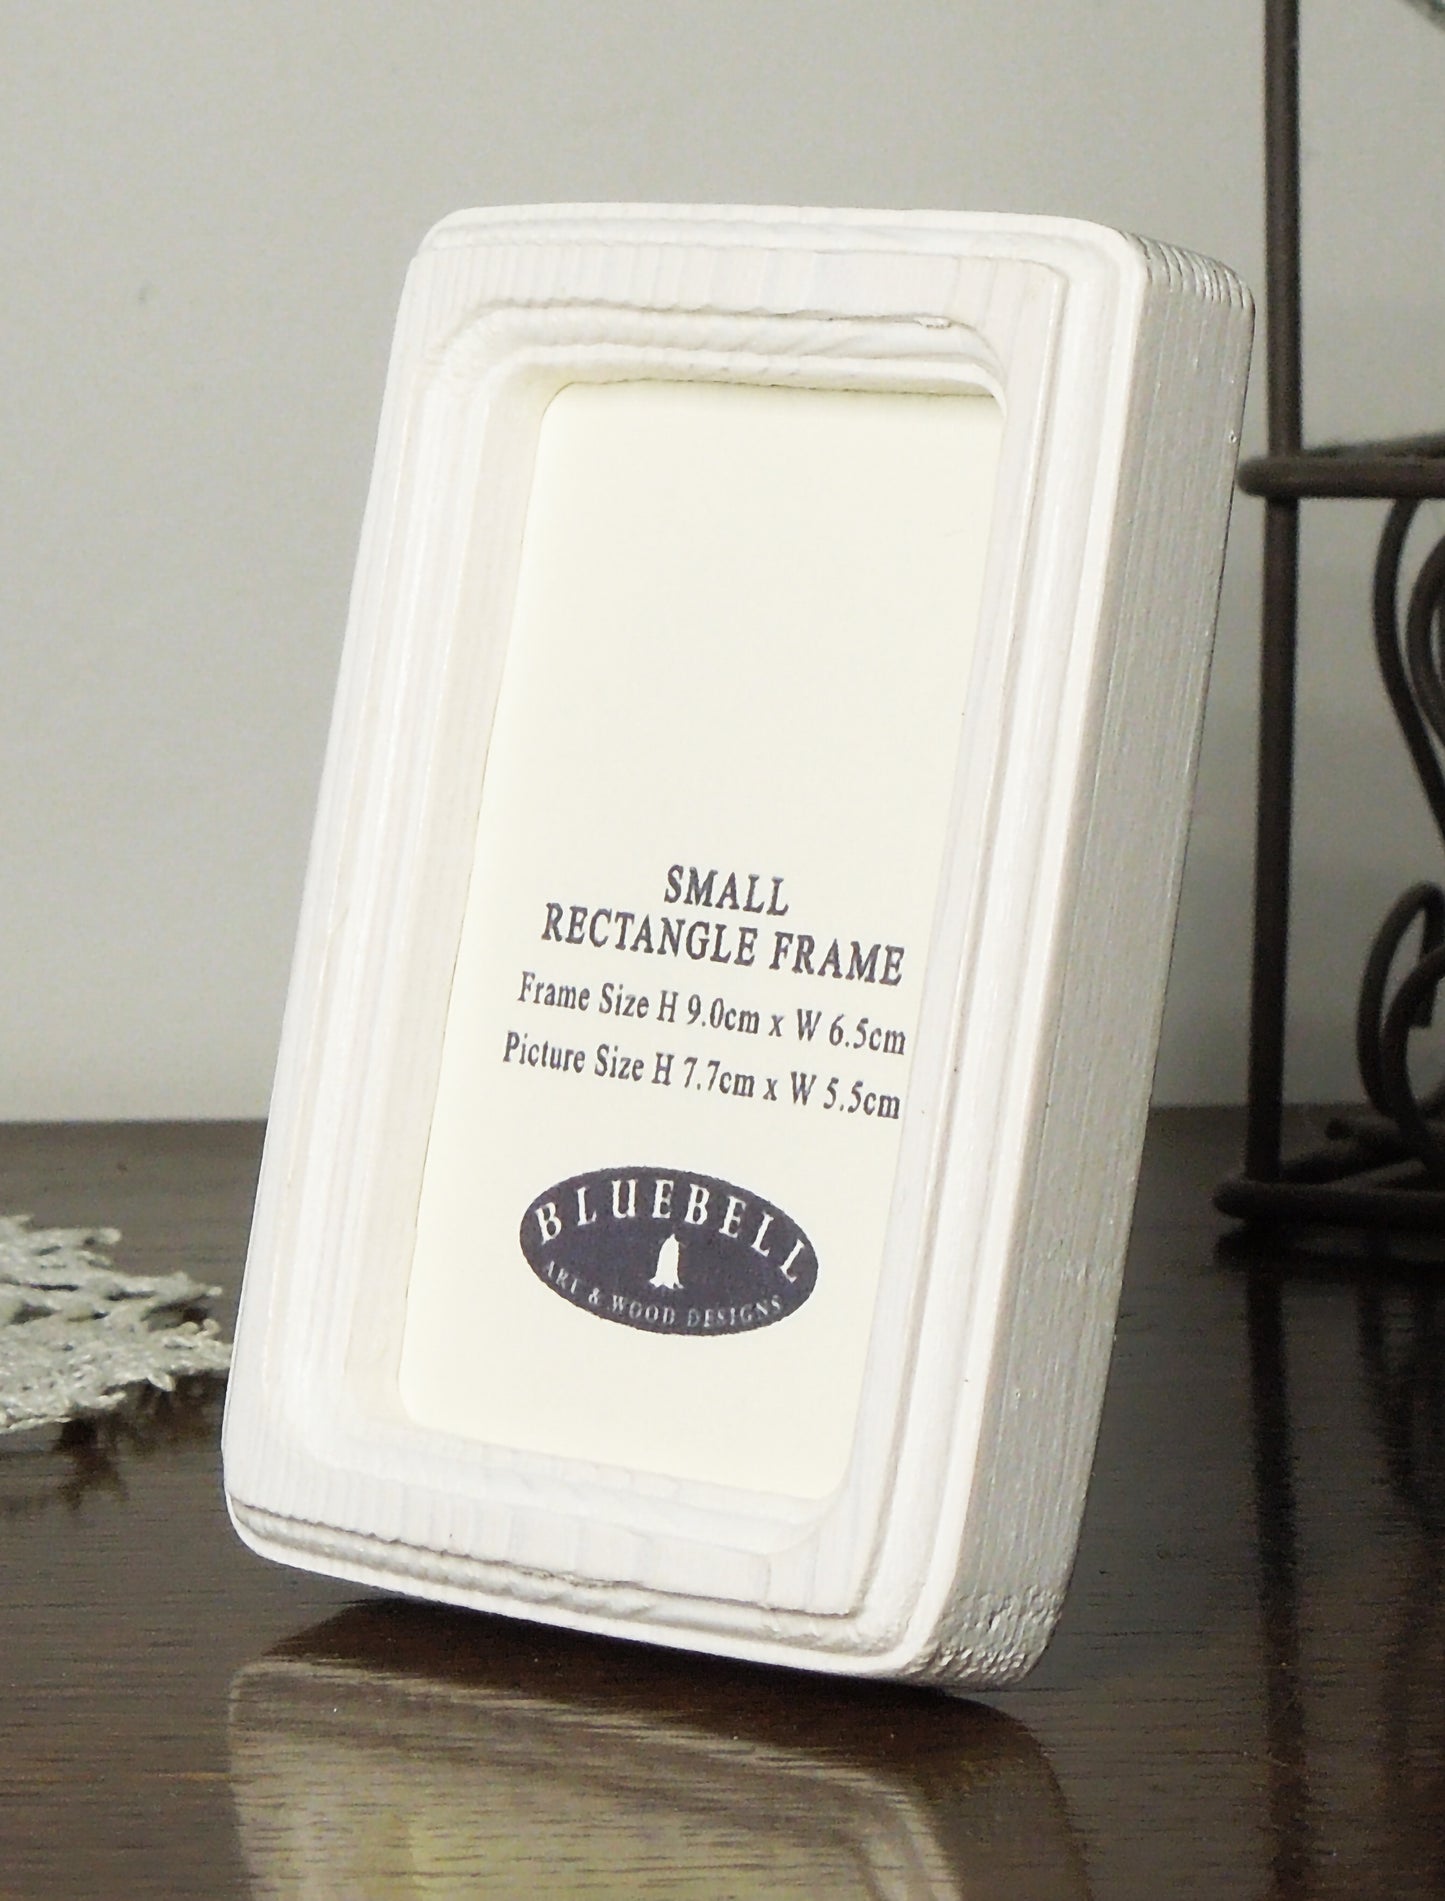 SMALL
RECTANGLE FRAME
Frame Size H 9.0cm x W 6.5cm
Picture Size H 7.7cm x W 5.5cm
BLUEBELL
ART & WOOD DESIGNS